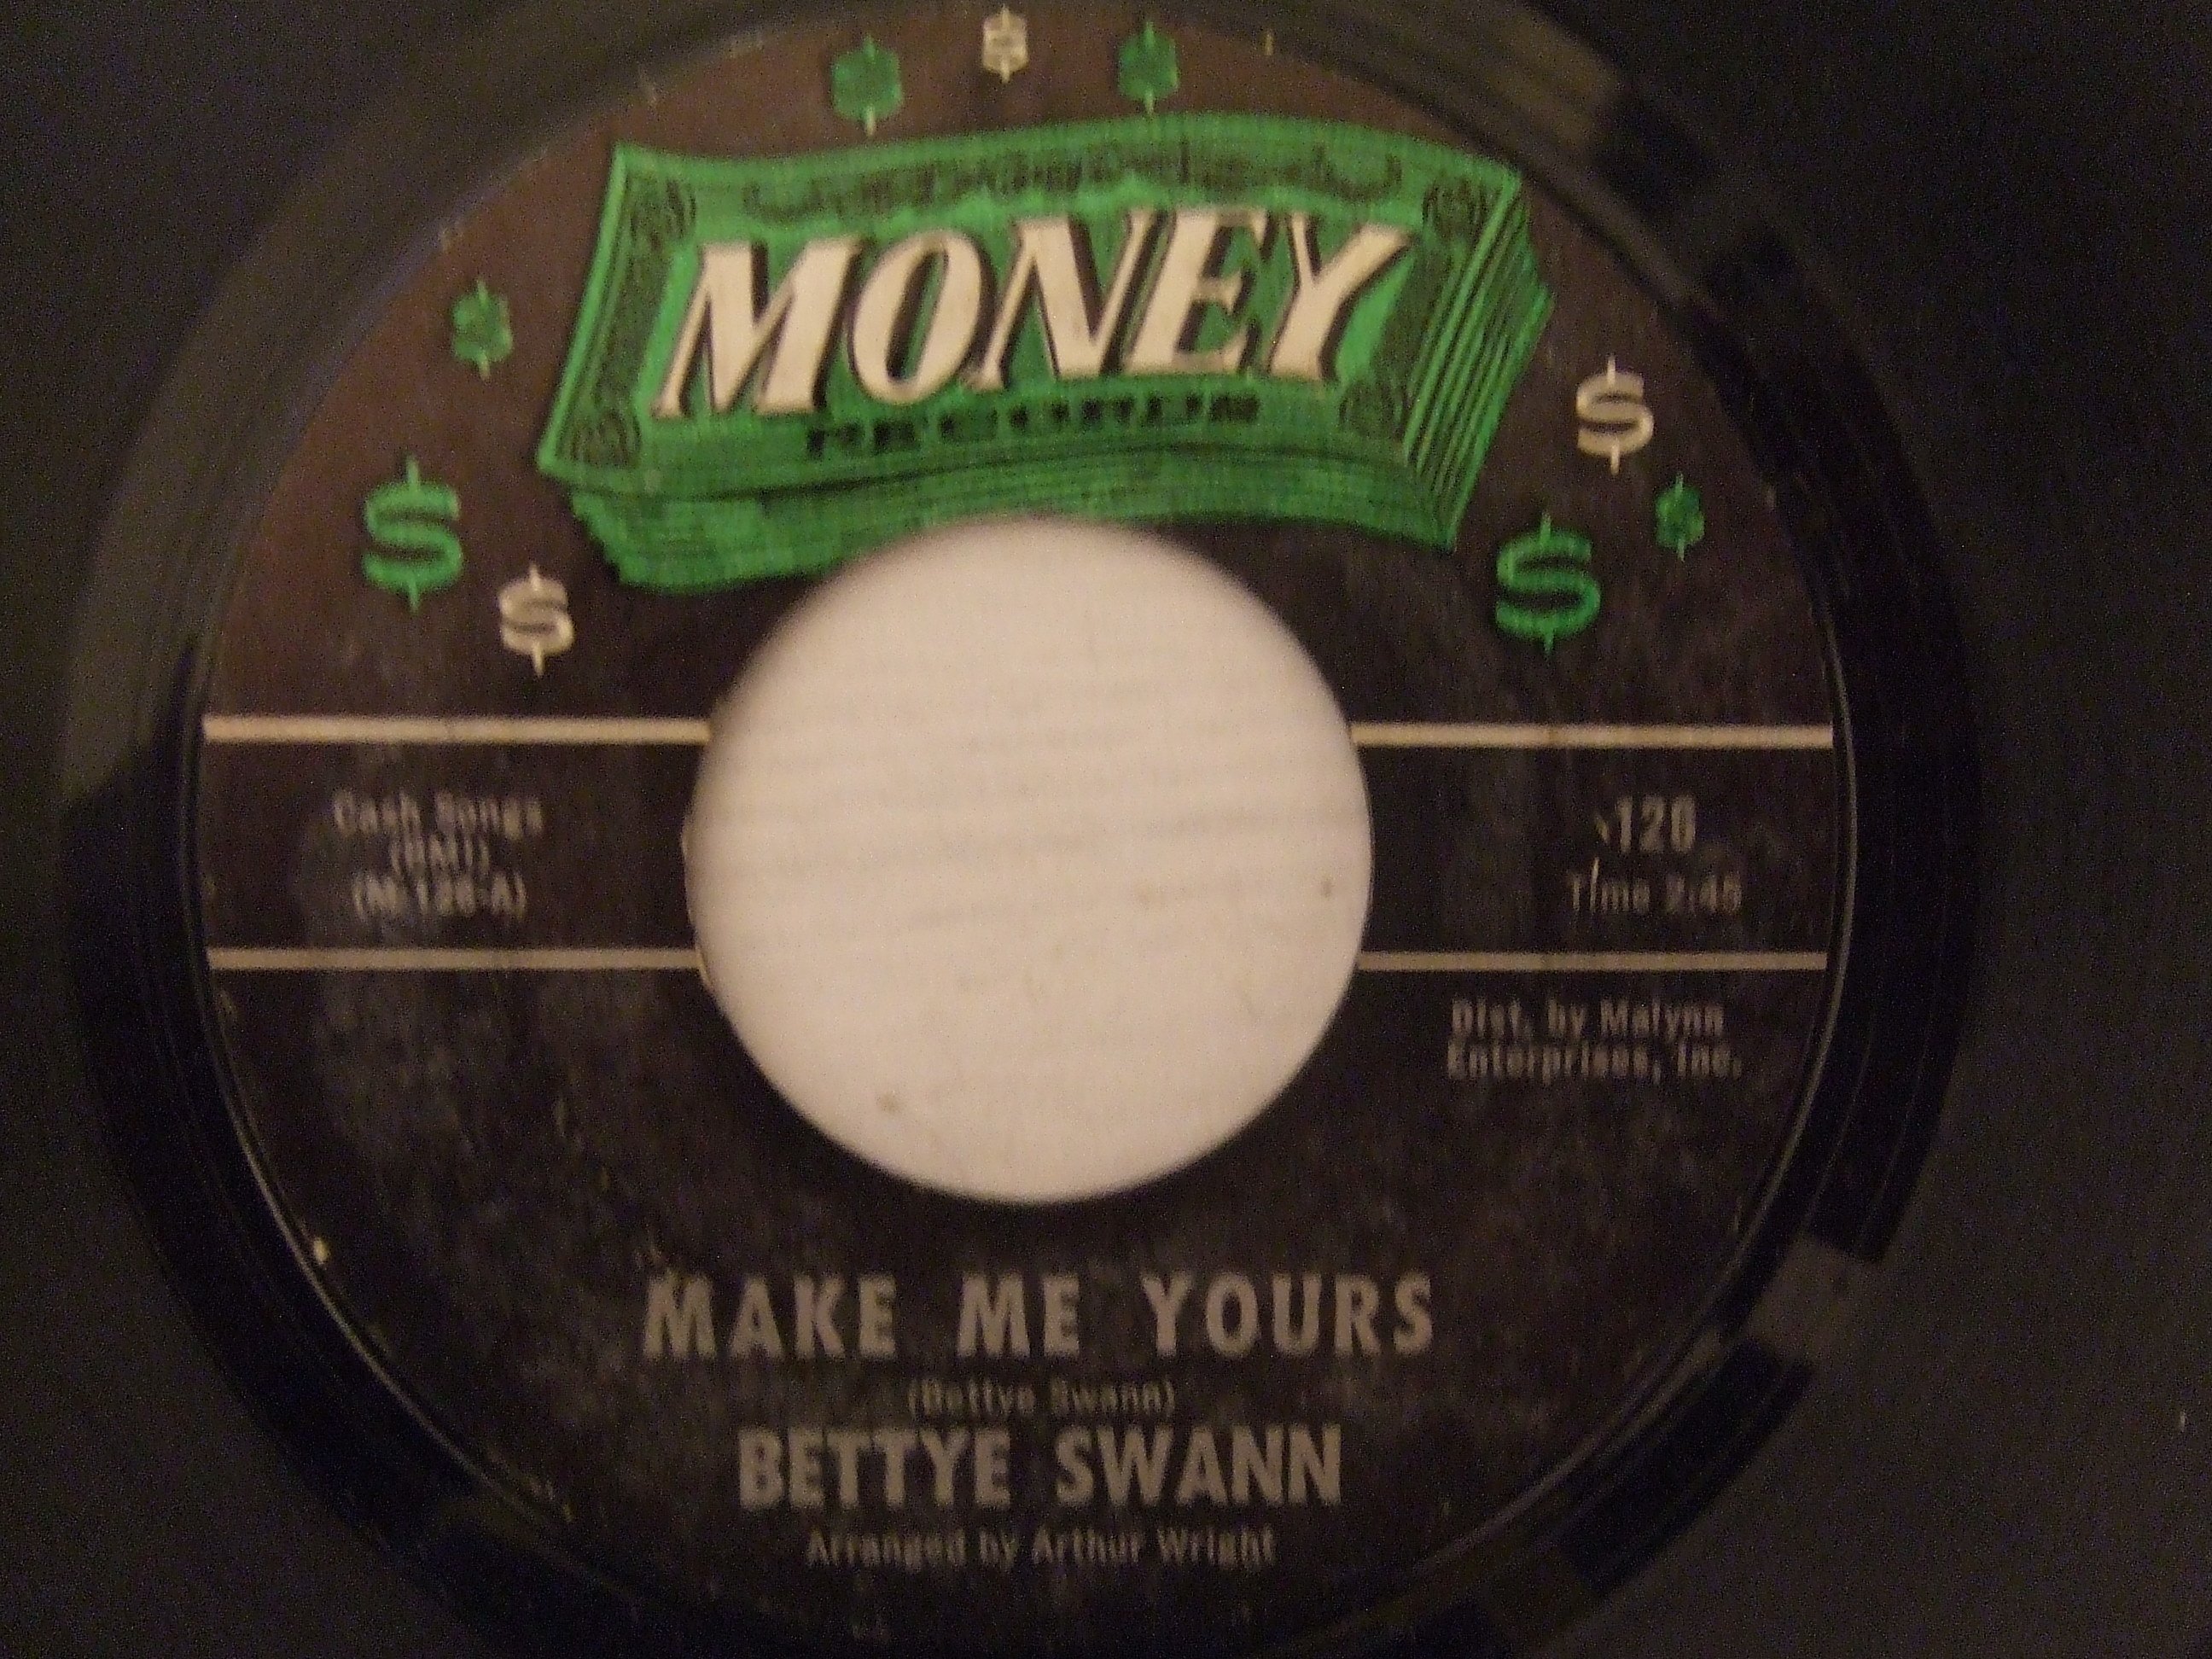 MONEY
RECORDS
Cash Songs
(BMI)
(M-126-A)
126
Time 2:45
Dist. by Malynn
Enterprises, Inc.
MAKE ME YOURS
(Bettye Swann)
BETTYE SWANN
Arranged by Arthur Wright